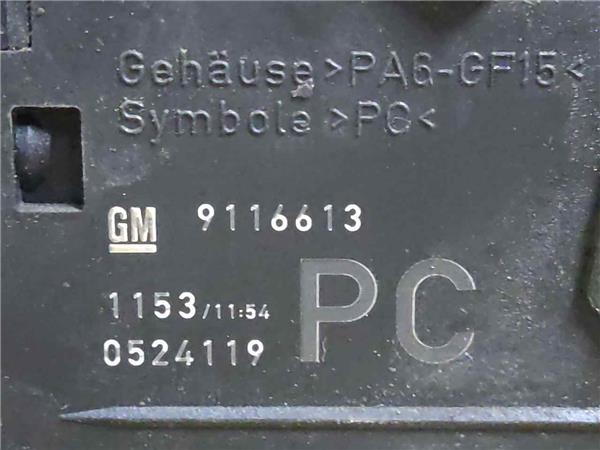 Gehäuse >PA6-GF15<
Symbole >PC<
GM 9116613
1153/11:54
0524119 PC